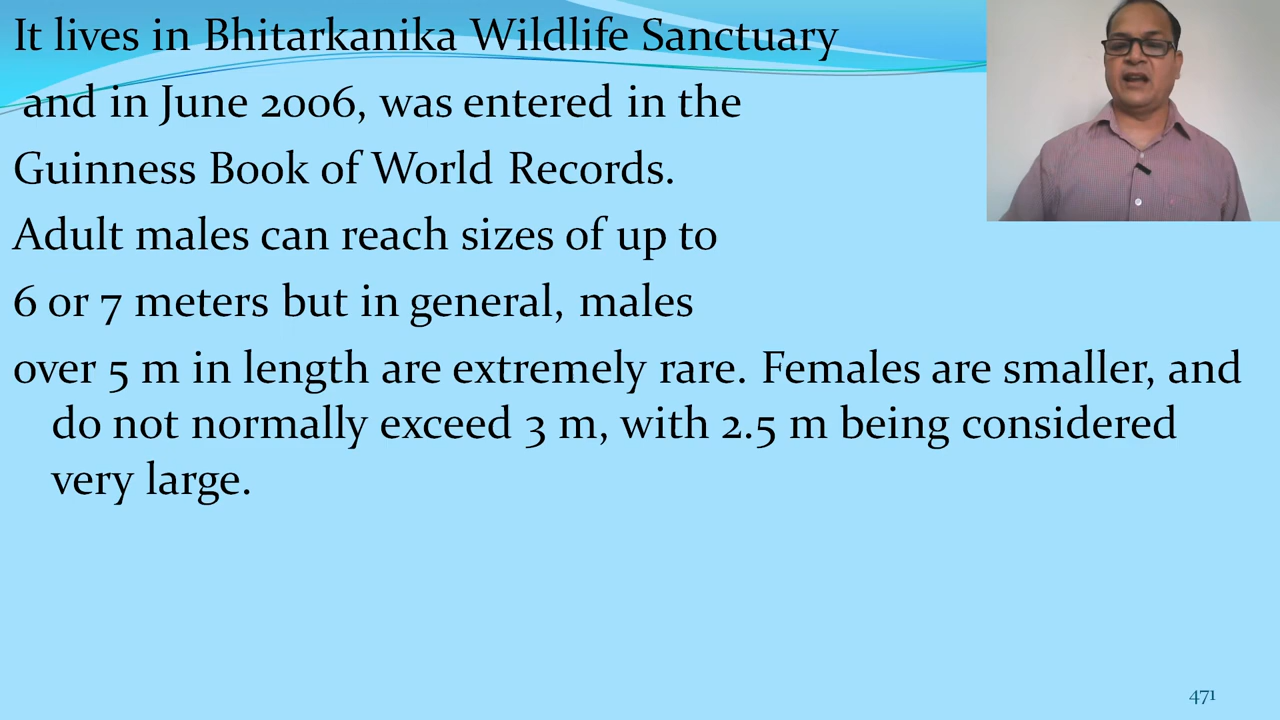 It lives in Bhitarkanika Wildlife Sanctuary
and in June 2006, was entered in the
Guinness Book of World Records.
Adult males can reach sizes of up to
6 or 7 meters but in general, males
over 5 m in length are extremely rare. Females are smaller, and
do not normally exceed 3 m, with 2.5 m being considered
very large.
471